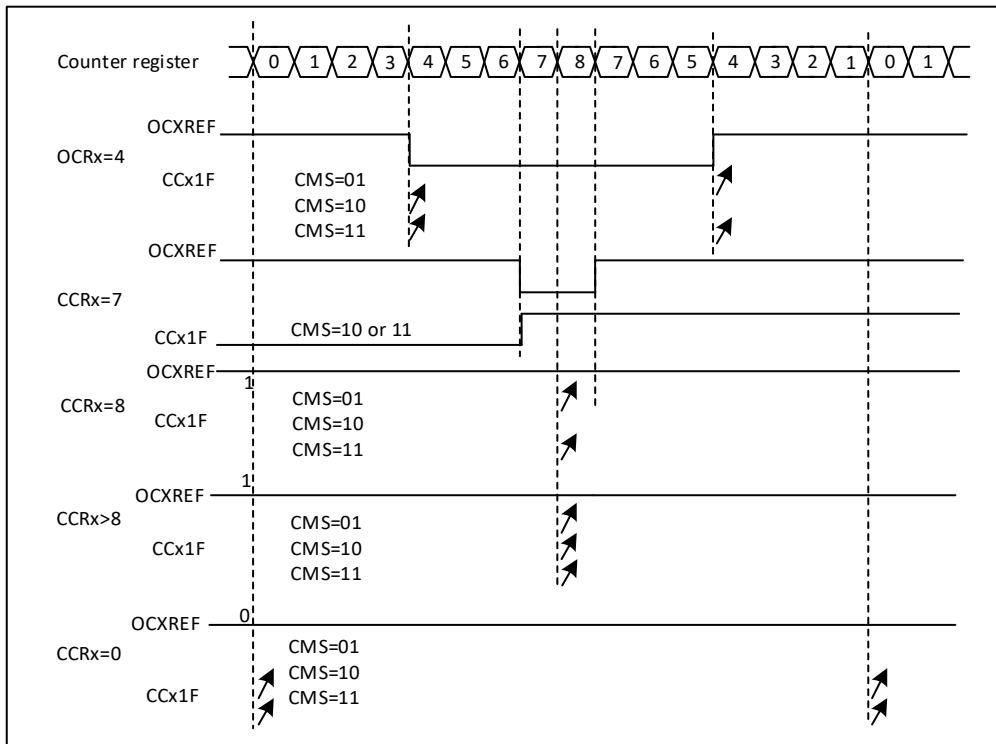 Counter register 0 1 2 3 4 5 6 7 8 7 6 5 4 3 2 1 0 1
OCXREF
OCRx=4
CCx1F
CMS=01
CMS=10
CMS=11
OCXREF
CCRx=7
CCx1F
CMS=10 or 11
OCXREF
1
CCRx=8
CCx1F
CMS=01
CMS=10
CMS=11
1
OCXREF
CCRx>8
CCx1F
CMS=01
CMS=10
CMS=11
0
OCXREF
CCRx=0
CCx1F
CMS=01
CMS=10
CMS=11